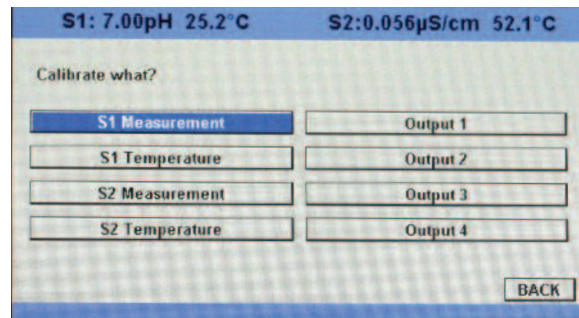 S1: 7.00pH 25.2°C S2:0.056µS/cm 52.1°C
Calibrate what?
S1 Measurement Output 1
S1 Temperature Output 2
S2 Measurement Output 3
S2 Temperature Output 4
BACK